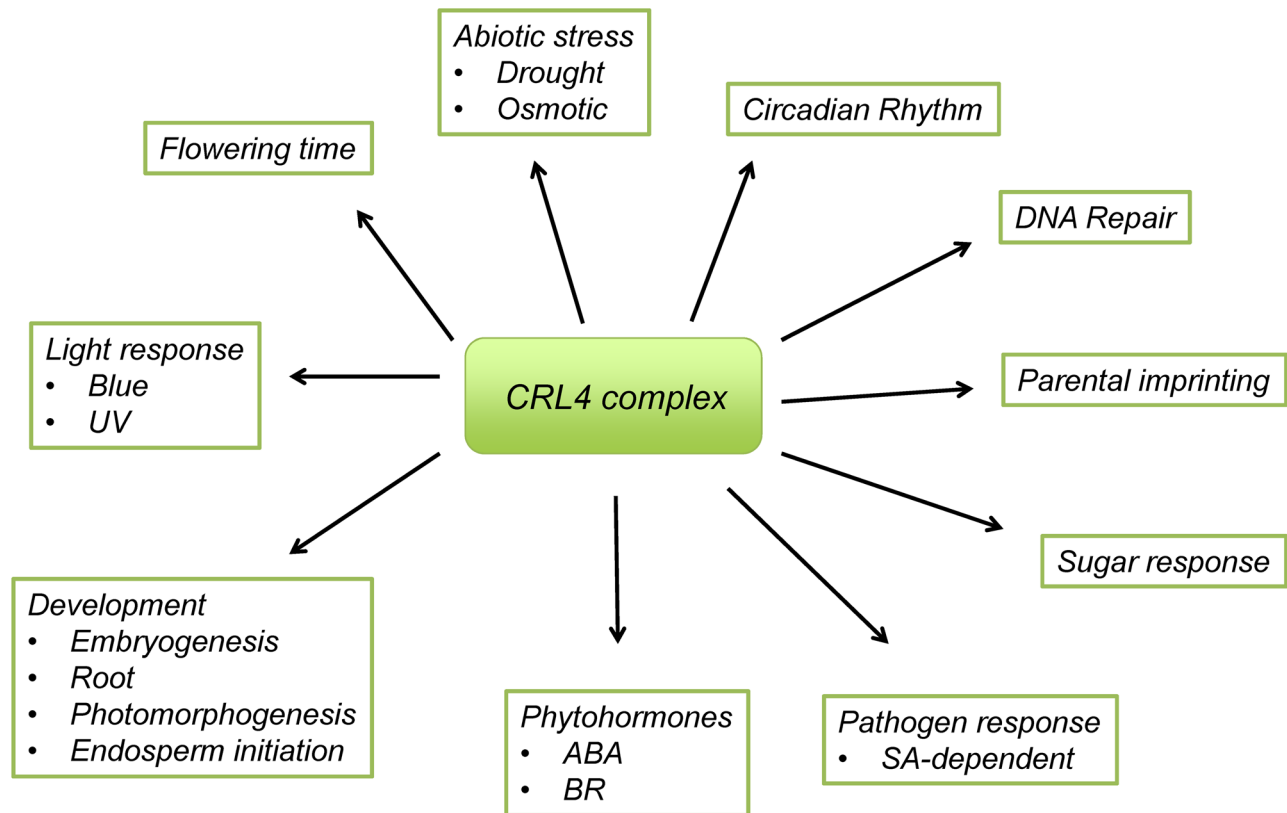 Abiotic stress
• Drought
• Osmotic
Circadian Rhythm
Flowering time
DNA Repair
Light response
• Blue
• UV
CRL4 complex
Parental imprinting
Sugar response
Development
• Embryogenesis
• Root
• Photomorphogenesis
• Endosperm initiation
Phytohormones
• ABA
• BR
Pathogen response
• SA-dependent